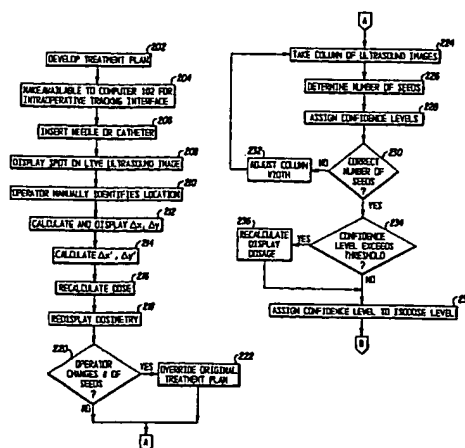 202
DEVELOP TREATMENT PLAN
204
MAKE AVAILABLE TO COMPUTER 102 FOR
INTRAOPERATIVE TRACKING INTERFACE
206
INSERT NEEDLE OR CATHETER
208
DISPLAY SPOT ON LIVE ULTRASOUND IMAGE
210
OPERATOR MANUALLY IDENTIFIES LOCATION
212
CALCULATE AND DISPLAY Δx, Δy
214
CALCULATE Δx', Δy'
216
RECALCULATE DOSE
218
REDISPLAY DOSIMETRY
220
OPERATOR
CHANGES # OF
SEEDS
?
YES
222
OVERRIDE ORIGINAL
TREATMENT PLAN
NO
A
A
224
TAKE COLUMN OF ULTRASOUND IMAGES
226
DETERMINE NUMBER OF SEEDS
228
ASSIGN CONFIDENCE LEVELS
230
CORRECT
NUMBER OF
SEEDS
?
NO
232
ADJUST COLUMN
WIDTH
YES
234
CONFIDENCE
LEVEL EXCEEDS
THRESHOLD
?
YES
236
RECALCULATE
DISPLAY
DOSAGE
NO
ASSIGN CONFIDENCE LEVEL TO ISODOSE LEVEL
B